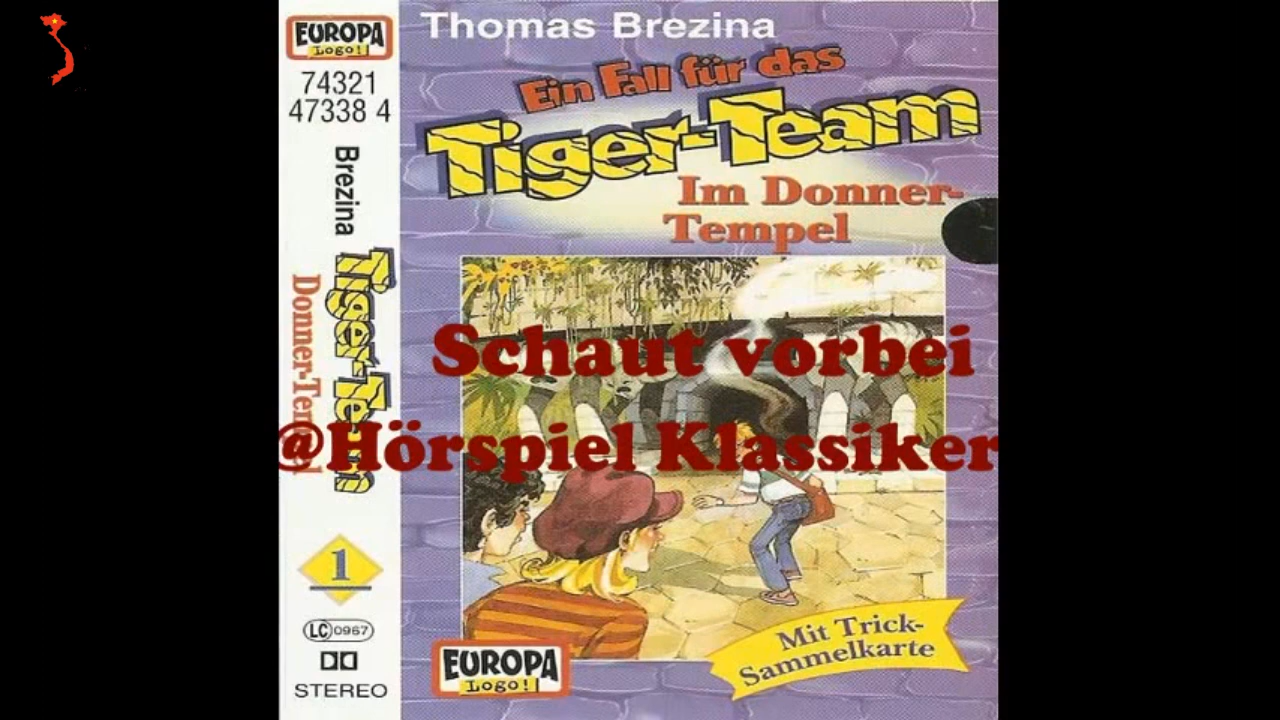 EUROPA
Logo!
74321
47338 4
Brezina
Tiger-Team
Donner-Tempel
1
LC 0967
STEREO
Thomas Brezina
Ein Fall für das
Tiger-Team
Im Donner-
Tempel
Schaut vorbei
@Hörspiel Klassiker
Mit Trick-
Sammelkarte
EUROPA
Logo!